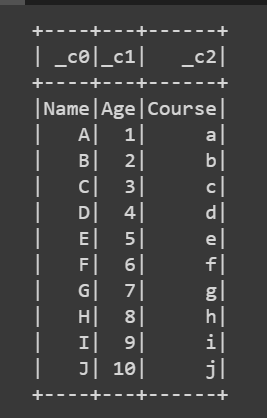 +----+---+------+
| _c0|_c1|   _c2|
+----+---+------+
|Name|Age|Course|
|   A|  1|     a|
|   B|  2|     b|
|   C|  3|     c|
|   D|  4|     d|
|   E|  5|     e|
|   F|  6|     f|
|   G|  7|     g|
|   H|  8|     h|
|   I|  9|     i|
|   J| 10|     j|
+----+---+------+